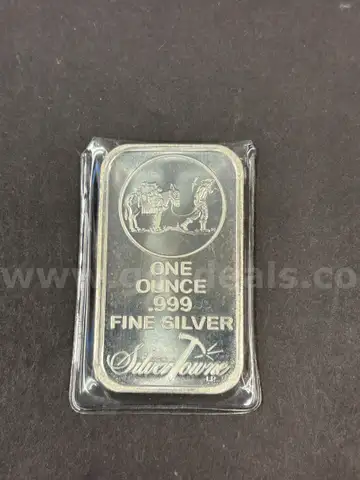 ONE
OUNCE
.999
FINE SILVER
SilverTowne